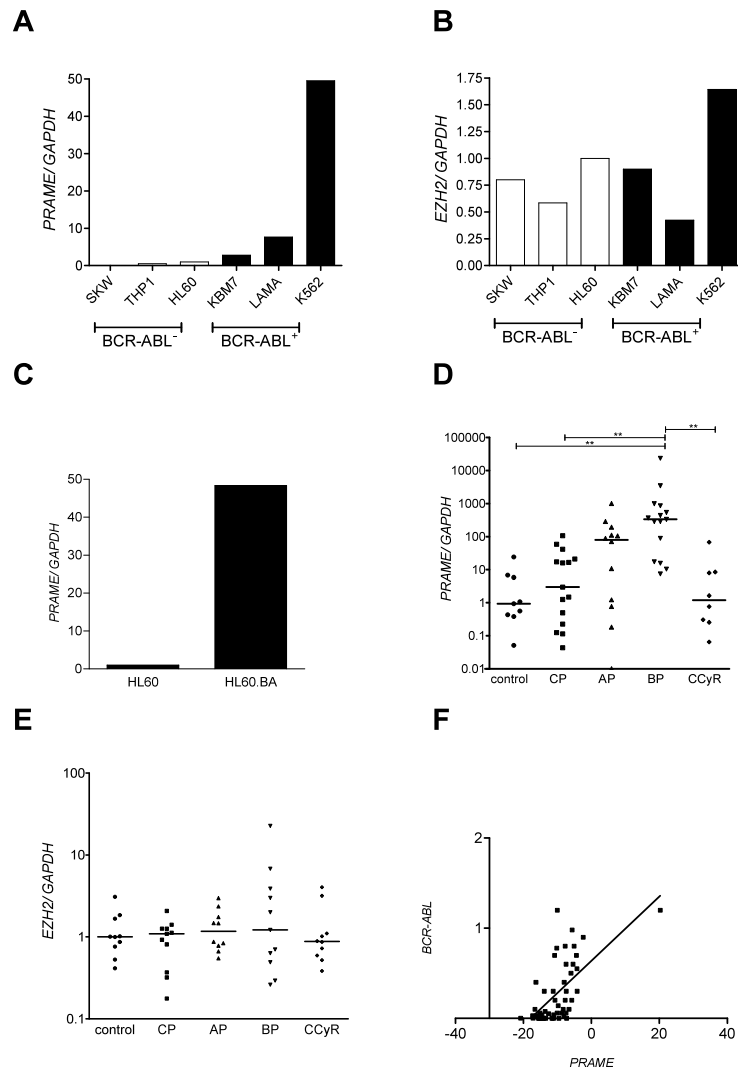 A
PRAME/ GAPDH
50
40
30
20
10
0
SKW
THP1
HL60
KBM7
LAMA
K562
BCR-ABL-
BCR-ABL+
B
EZH2/ GAPDH
1.75
1.50
1.25
1.00
0.75
0.50
0.25
0.00
SKW
THP1
HL60
KBM7
LAMA
K562
BCR-ABL-
BCR-ABL+
C
PRAME/ GAPDH
50
40
30
20
10
0
HL60
HL60.BA
D
PRAME/ GAPDH
100000
10000
1000
100
10
1
0.1
0.01
**
**
**
control
CP
AP
BP
CCyR
E
EZH2/ GAPDH
100
10
1
0.1
control
CP
AP
BP
CCyR
F
BCR-ABL
2
1
-40
-20
0
20
40
PRAME